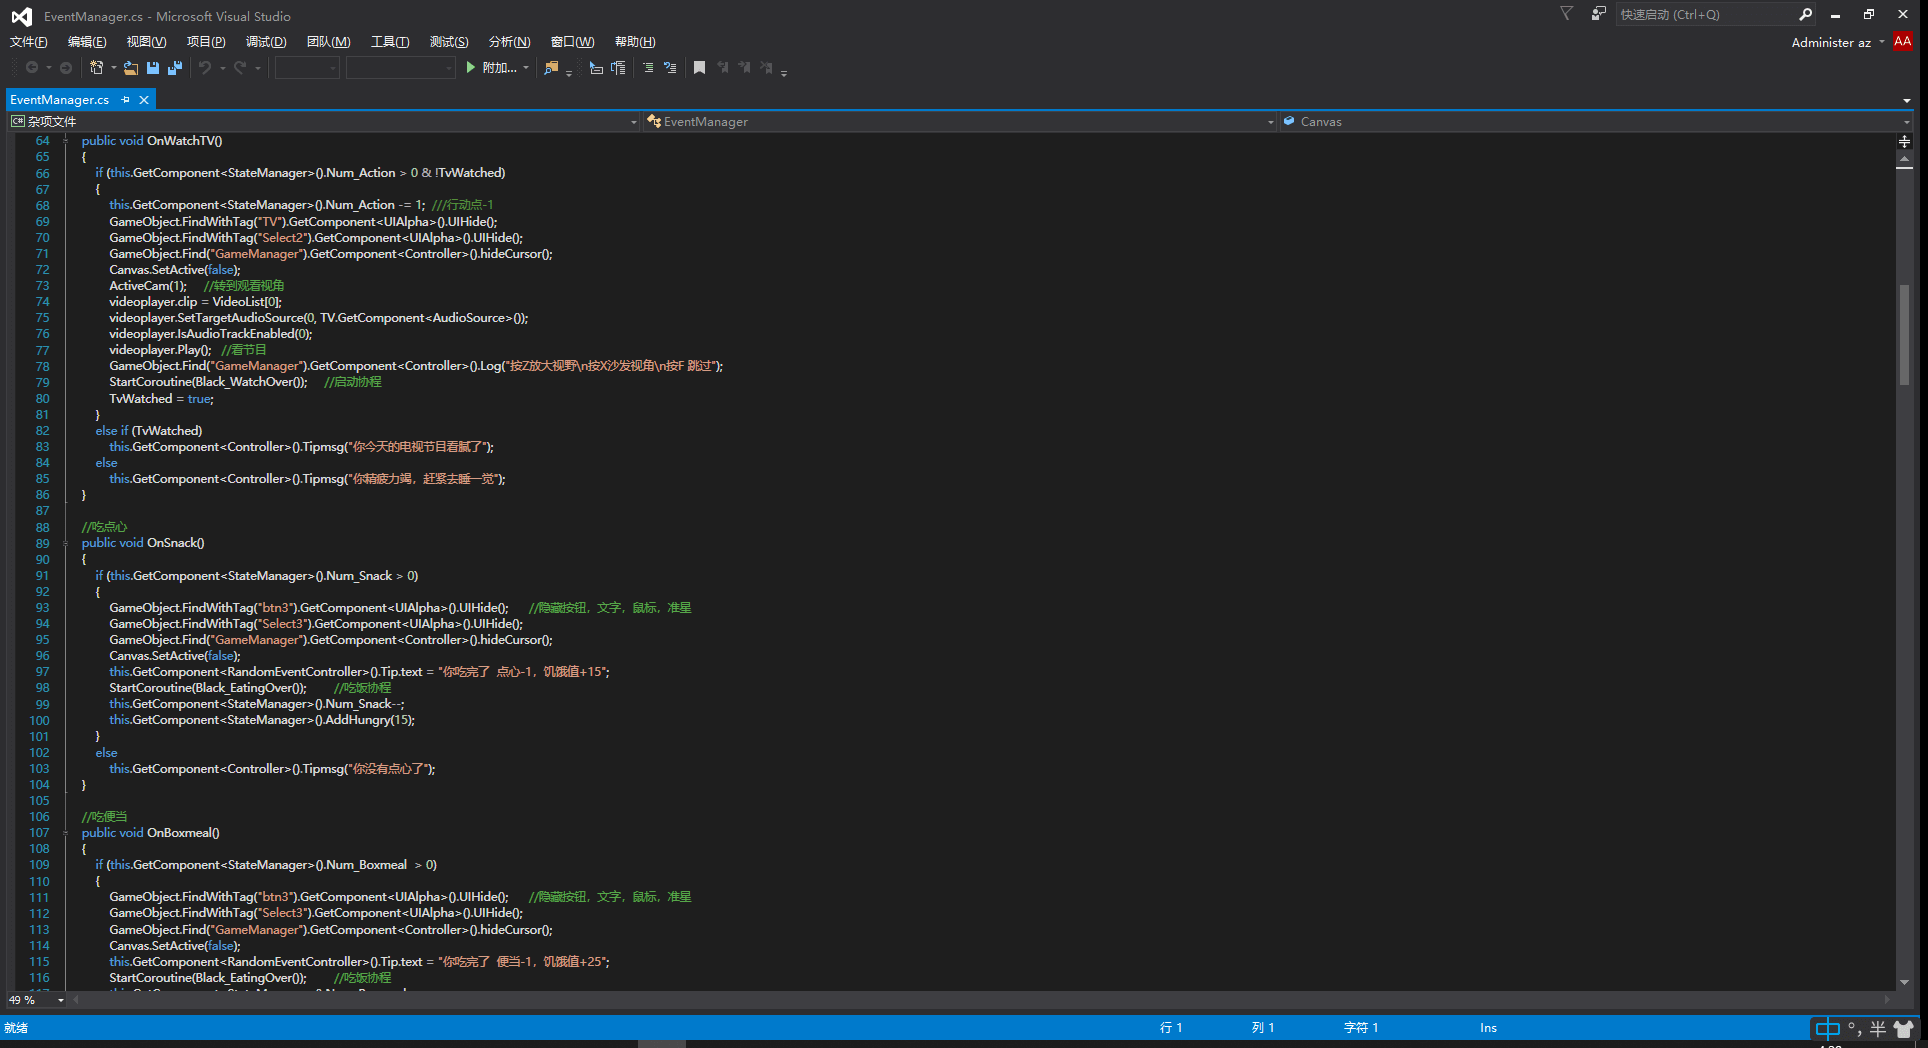 EventManager.cs - Microsoft Visual Studio
快速启动 (Ctrl+Q)
文件(F) 编辑(E) 视图(V) 项目(P) 调试(D) 团队(M) 工具(T) 测试(S) 分析(N) 窗口(W) 帮助(H)
Administer az AA
附加...
EventManager.cs
C# 杂项文件 EventManager Canvas
64 public void OnWatchTV()
65 {
66 if (this.GetComponent<StateManager>().Num_Action > 0 & !TvWatched)
67 {
68 this.GetComponent<StateManager>().Num_Action -= 1; ///行动点-1
69 GameObject.FindWithTag("TV").GetComponent<UIAlpha>().UIHide();
70 GameObject.FindWithTag("Select2").GetComponent<UIAlpha>().UIHide();
71 GameObject.Find("GameManager").GetComponent<Controller>().hideCursor();
72 Canvas.SetActive(false);
73 ActiveCam(1); //转到观看视角
74 videoplayer.clip = VideoList[0];
75 videoplayer.SetTargetAudioSource(0, TV.GetComponent<AudioSource>());
76 videoplayer.IsAudioTrackEnabled(0);
77 videoplayer.Play(); //看节目
78 GameObject.Find("GameManager").GetComponent<Controller>().Log("按Z放大视野\n按X沙发视角\n按F 跳过");
79 StartCoroutine(Black_WatchOver()); //启动协程
80 TvWatched = true;
81 }
82 else if (TvWatched)
83 this.GetComponent<Controller>().Tipmsg("你今天的电视节目看腻了");
84 else
85 this.GetComponent<Controller>().Tipmsg("你精疲力竭，赶紧去睡一觉");
86 }
87
88 //吃点心
89 public void OnSnack()
90 {
91 if (this.GetComponent<StateManager>().Num_Snack > 0)
92 {
93 GameObject.FindWithTag("btn3").GetComponent<UIAlpha>().UIHide(); //隐藏按钮，文字，鼠标，准星
94 GameObject.FindWithTag("Select3").GetComponent<UIAlpha>().UIHide();
95 GameObject.Find("GameManager").GetComponent<Controller>().hideCursor();
96 Canvas.SetActive(false);
97 this.GetComponent<RandomEventController>().Tip.text = "你吃完了 点心-1，饥饿值+15";
98 StartCoroutine(Black_EatingOver()); //吃饭协程
99 this.GetComponent<StateManager>().Num_Snack--;
100 this.GetComponent<StateManager>().AddHungry(15);
101 }
102 else
103 this.GetComponent<Controller>().Tipmsg("你没有点心了");
104 }
105
106 //吃便当
107 public void OnBoxmeal()
108 {
109 if (this.GetComponent<StateManager>().Num_Boxmeal > 0)
110 {
111 GameObject.FindWithTag("btn3").GetComponent<UIAlpha>().UIHide(); //隐藏按钮，文字，鼠标，准星
112 GameObject.FindWithTag("Select3").GetComponent<UIAlpha>().UIHide();
113 GameObject.Find("GameManager").GetComponent<Controller>().hideCursor();
114 Canvas.SetActive(false);
115 this.GetComponent<RandomEventController>().Tip.text = "你吃完了 便当-1，饥饿值+25";
116 StartCoroutine(Black_EatingOver()); //吃饭协程
49 %
就绪 行 1 列 1 字符 1 Ins 中 °, 半